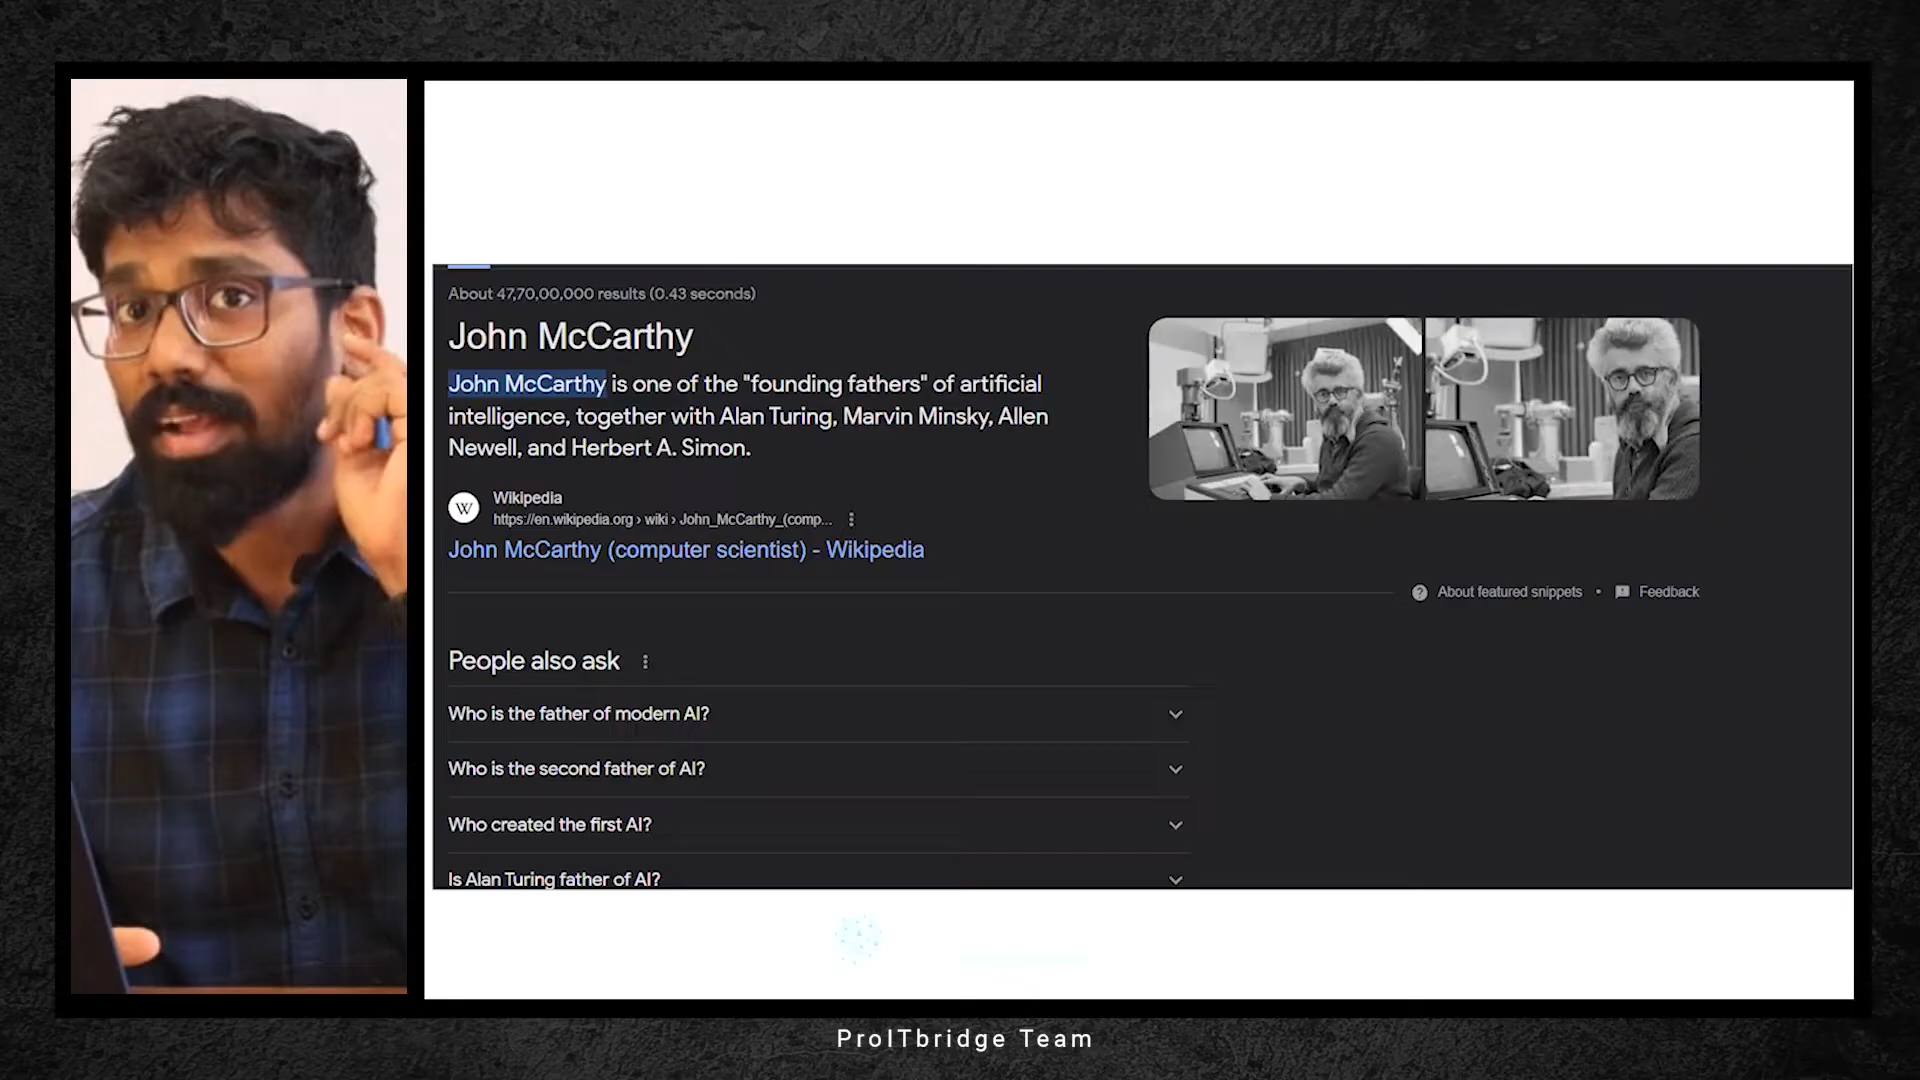 About 47,70,00,000 results (0.43 seconds)
John McCarthy
John McCarthy is one of the "founding fathers" of artificial
intelligence, together with Alan Turing, Marvin Minsky, Allen
Newell, and Herbert A. Simon.
W
Wikipedia
https://en.wikipedia.org › wiki › John_McCarthy_(comp...
John McCarthy (computer scientist) - Wikipedia
About featured snippets • Feedback
People also ask
Who is the father of modern AI?
Who is the second father of AI?
Who created the first AI?
Is Alan Turing father of AI?
ProITbridge Team